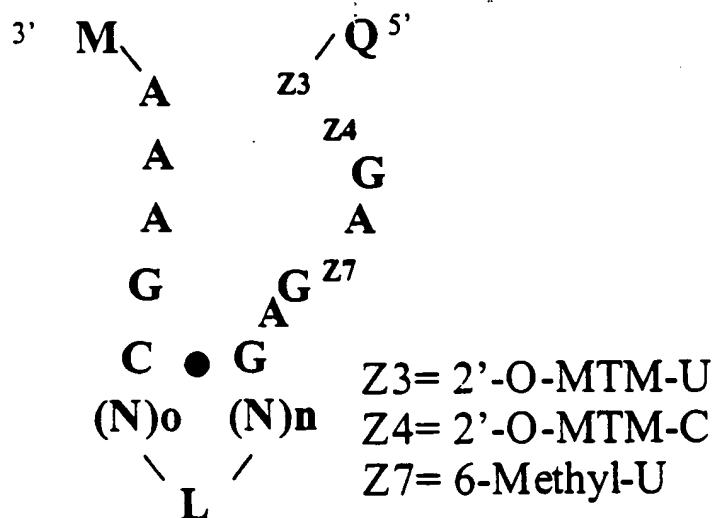 3’ M Q 5’
A Z3
A Z4
G
A A
G G Z7
A
C ● G
(N)o (N)n
L
Z3= 2’-O-MTM-U
Z4= 2’-O-MTM-C
Z7= 6-Methyl-U